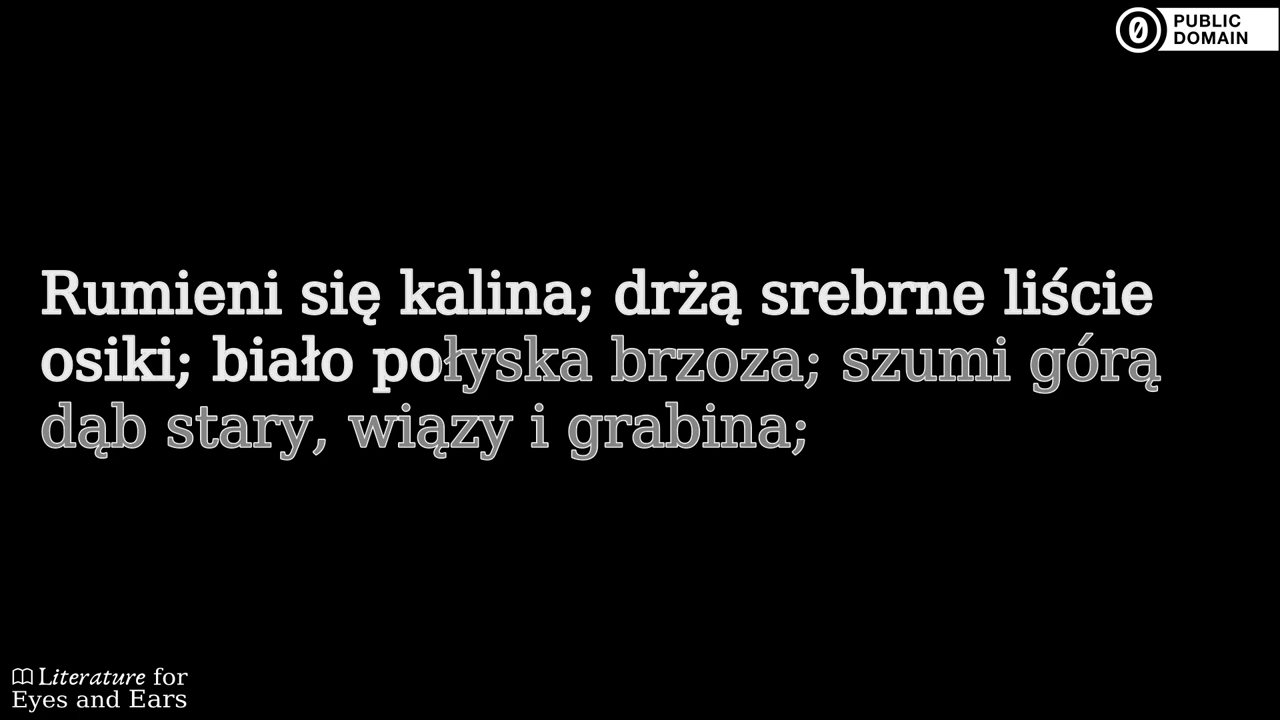 PUBLIC
DOMAIN
Rumieni się kalina; drżą srebrne liście
osiki; biało połyska brzoza; szumi górą
dąb stary, wiązy i grabina;
Literature for
Eyes and Ears